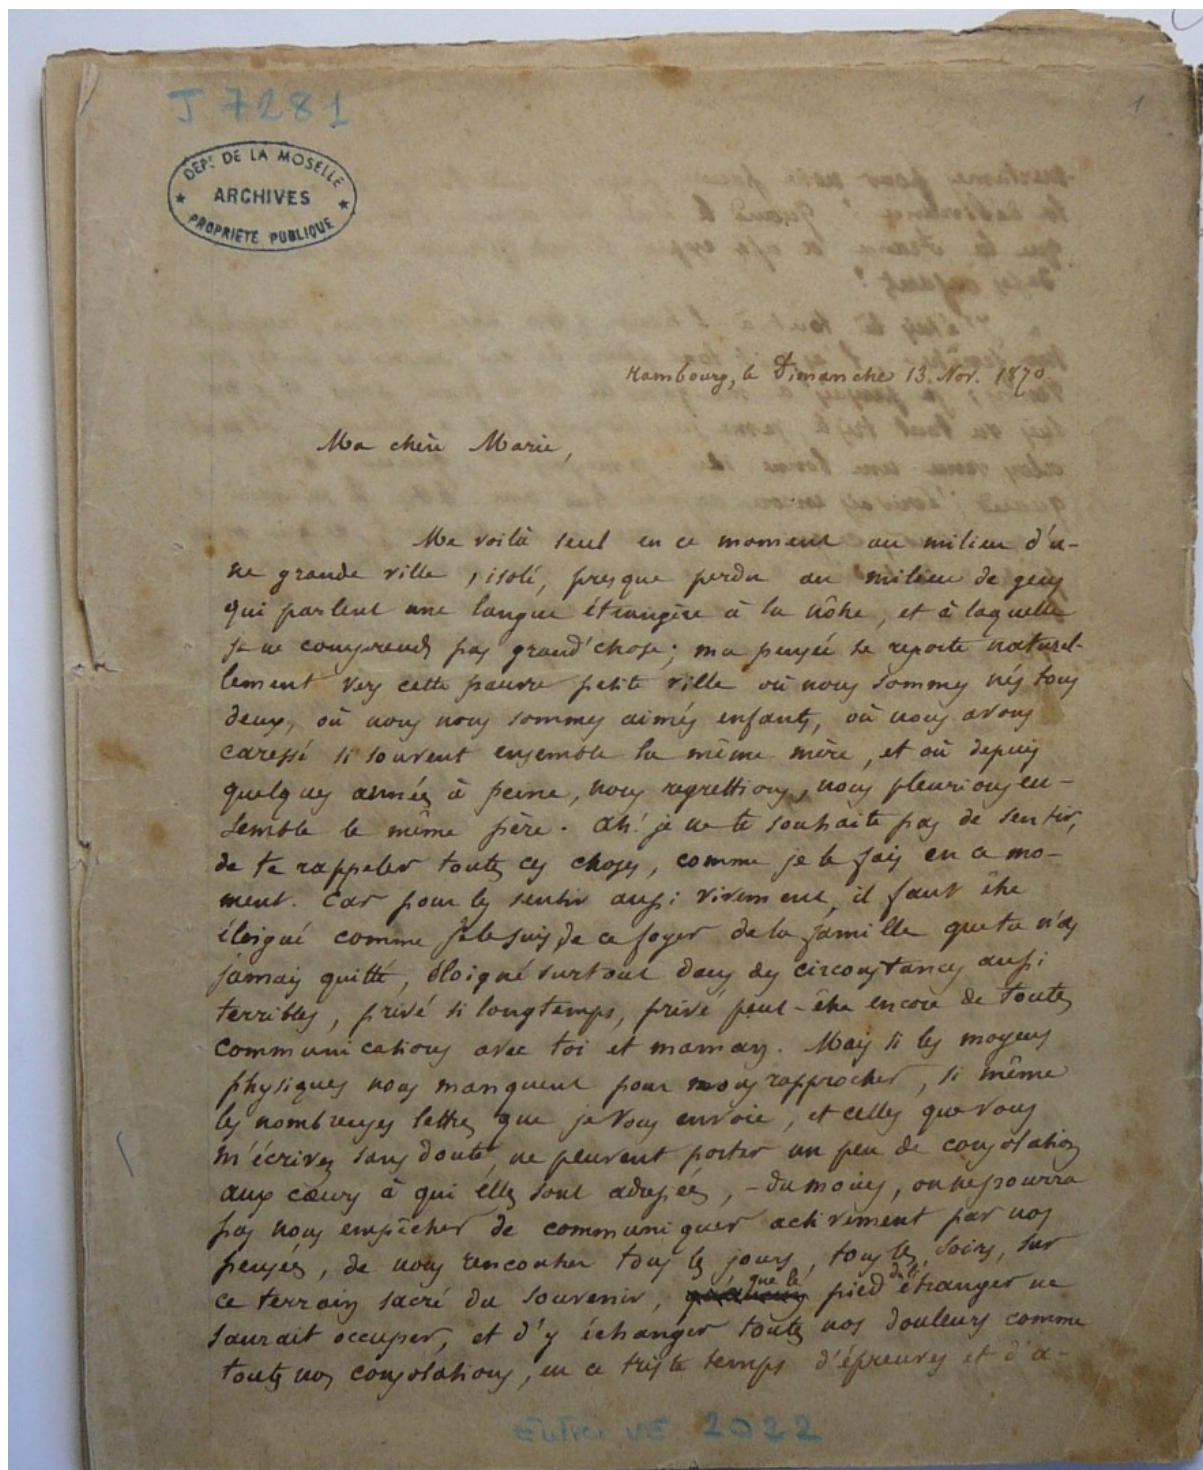 J 7281
1
DEPT DE LA MOSELLE
ARCHIVES
PROPRIETE PUBLIQUE
Hambourg, le Dimanche 13. Nov. 1870
Ma chère Marie,
Me voilà seul en ce moment au milieu d'u-
ne grande ville, isolé, presque perdu au milieu de gens
qui parlent une langue étrangère à la nôtre, et à laquelle
je ne comprends pas grand'chose; ma pensée se reporte naturel-
lement vers cette pauvre petite ville où nous sommes nés tous
deux, où nous nous sommes aimés enfants, où nous avons
caressé si souvent ensemble la même mère, et où depuis
quelques années à peine, nous regrettions, nous pleurions en-
semble le même père. Ah! je ne te souhaite pas de sentir,
de te rappeler toutes ces choses, comme je le fais en ce mo-
ment. Car pour les sentir aussi vivement, il faut être
éloigné comme je le suis de ce foyer de la famille que tu n'as
jamais quitté, éloigné surtout dans des circonstances aussi
terribles, privé si longtemps, privé peut-être encore de toutes
communications avec toi et maman. Mais si les moyens
physiques nous manquent pour nous rapprocher, si même
les nombreuses lettres que je vous envoie, et celles que vous
m'écrivez sans doute, ne peuvent porter un peu de consolation
aux cœurs à qui elles sont adressées, - du moins, on ne pourra
pas nous empêcher de communiquer activement par nos
pensées, de nous rencontrer tous les jours, tous les soirs, sur
ce terrain sacré du souvenir, que le pied de l'étranger ne
saurait occuper, et d'y échanger toutes nos douleurs comme
toutes nos consolations, en ce triste temps d'épreuves et d'a-
Entrée 2022